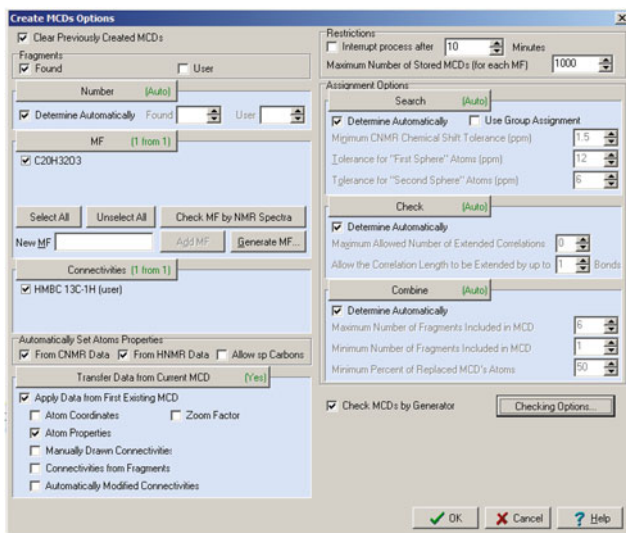 Create MCDs Options
Clear Previously Created MCDs
Fragments
Found User
Number (Auto)
Determine Automatically Found User
MF (1 from 1)
C20H32O3
Select All Unselect All Check MF by NMR Spectra
New MF Add MF Generate MF...
Connectivities (1 from 1)
HMBC 13C-1H (user)
Automatically Set Atoms Properties
From CNMR Data From HNMR Data Allow sp Carbons
Transfer Data from Current MCD (Yes)
Apply Data from First Existing MCD
Atom Coordinates Zoom Factor
Atom Properties
Manually Drawn Connectivities
Connectivities from Fragments
Automatically Modified Connectivities
Restrictions
Interrupt process after 10 Minutes
Maximum Number of Stored MCDs (for each MF) 1000
Assignment Options
Search (Auto)
Determine Automatically Use Group Assignment
Minimum CNMR Chemical Shift Tolerance (ppm) 1.5
Tolerance for "First Sphere" Atoms (ppm) 12
Tolerance for "Second Sphere" Atoms (ppm) 6
Check (Auto)
Determine Automatically
Maximum Allowed Number of Extended Correlations 0
Allow the Correlation Length to be Extended by up to 1 Bonds
Combine (Auto)
Determine Automatically
Maximum Number of Fragments Included in MCD 6
Minimum Number of Fragments Included in MCD 1
Minimum Percent of Replaced MCD's Atoms 50
Check MCDs by Generator Checking Options...
OK Cancel Help